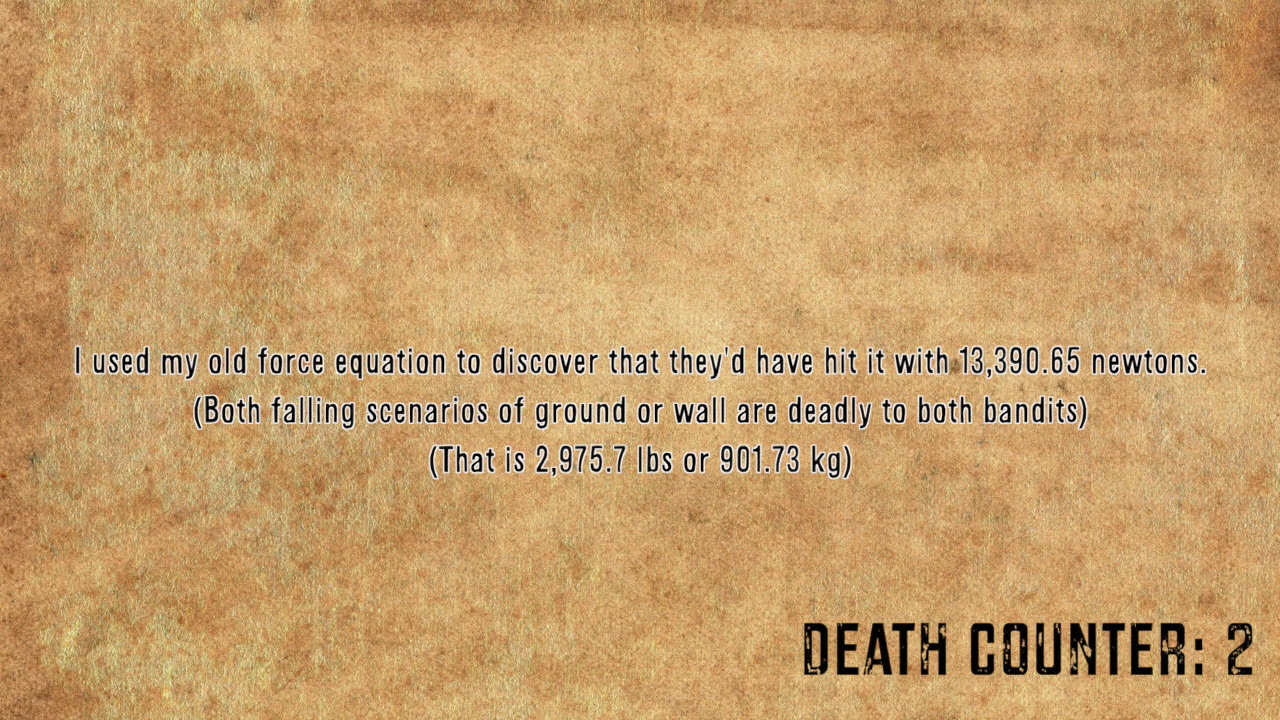 I used my old force equation to discover that they'd have hit it with 13,390.65 newtons.
(Both falling scenarios of ground or wall are deadly to both bandits)
(That is 2,975.7 lbs or 901.73 kg)
DEATH COUNTER: 2